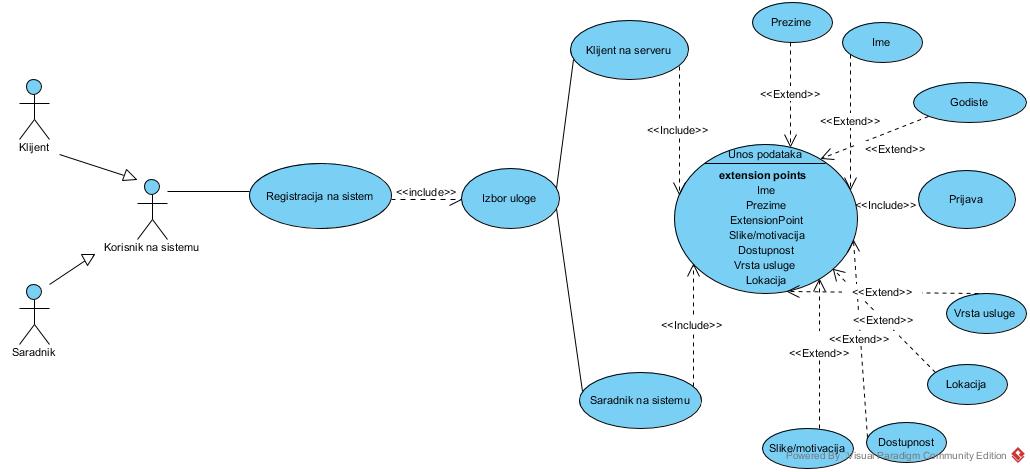 Prezime
Ime
Klijent na serveru
Godiste
<<Extend>>
<<Extend>>
<<Extend>>
<<Include>>
Klijent
Unos podataka
extension points
Ime
Prezime
ExtensionPoint
Slike/motivacija
Dostupnost
Vrsta usluge
Lokacija
<<Include>>
Prijava
Registracija na sistem
<<include>>
Izbor uloge
Korisnik na sistemu
Saradnik
<<Extend>>
Vrsta usluge
<<Include>>
<<Extend>>
<<Extend>>
<<Extend>>
Lokacija
Saradnik na sistemu
Slike/motivacija
Dostupnost
Powered By Visual Paradigm Community Edition